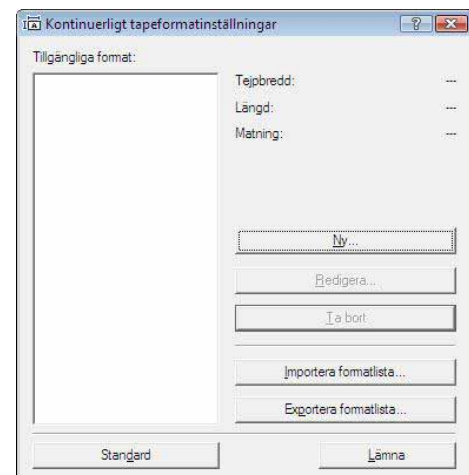 Kontinuerligt tapeformatinställningar
Tillgängliga format:
Tejpbredd: ---
Längd: ---
Matning: ---
Ny...
Redigera...
Ta bort
Importera formatlista...
Exportera formatlista...
Standard
Lämna